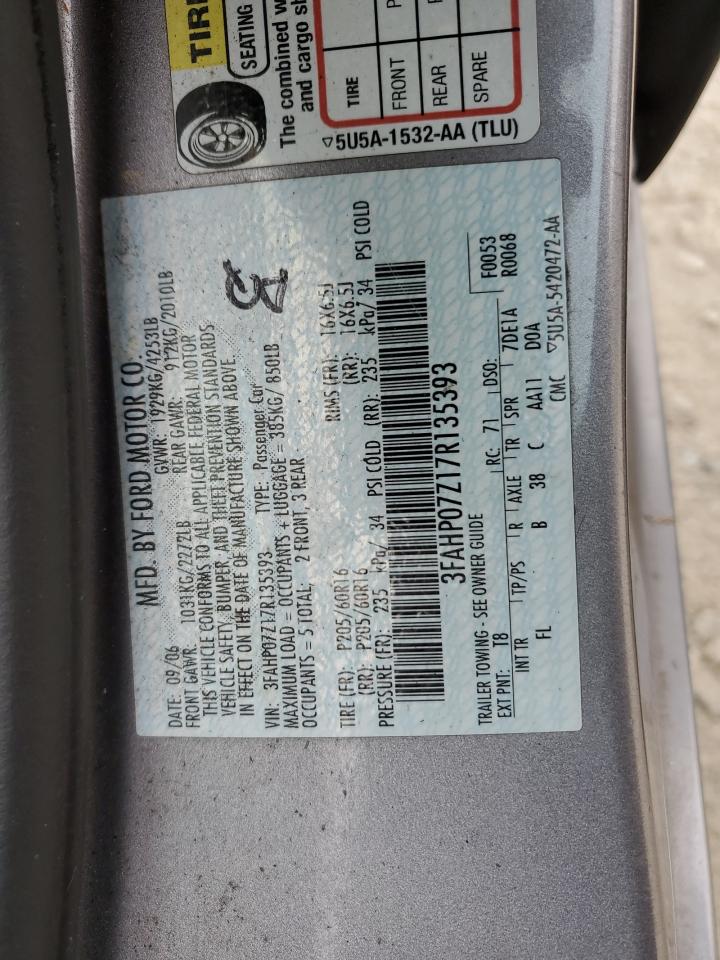 TIRE
SEATING
The combined w
and cargo sh
TIRE
FRONT
REAR
SPARE
5U5A-1532-AA (TLU)
MFD. BY FORD MOTOR CO.
DATE: 09/06 GVWR: 1929KG/4253LB
FRONT GAWR: 1031KG/2272LB REAR GAWR: 912KG/2010LB
THIS VEHICLE CONFORMS TO ALL APPLICABLE FEDERAL MOTOR
VEHICLE SAFETY, BUMPER, AND THEFT PREVENTION STANDARDS
IN EFFECT ON THE DATE OF MANUFACTURE SHOWN ABOVE.
VIN: 3FAHP07Z17R135393 TYPE: Passenger Car
MAXIMUM LOAD = OCCUPANTS + LUGGAGE = 385KG/ 850LB
OCCUPANTS = 5 TOTAL: 2 FRONT, 3 REAR
TIRE (FR): P205/60R16 RIMS (FR): 16X6.5J
(RR): P205/60R16 (RR): 16X6.5J
PRESSURE (FR): 235 kPa/ 34 PSI COLD (RR): 235 kPa/ 34 PSI COLD
3FAHP07Z17R135393
TRAILER TOWING - SEE OWNER GUIDE F0053
EXT PNT: T8 RC: 71 DSO: R0068
INT TR TP/PS R AXLE TR SPR 7DE1A
FL B 38 C AA11 DOA
CMC 5U5A-5420472-AA